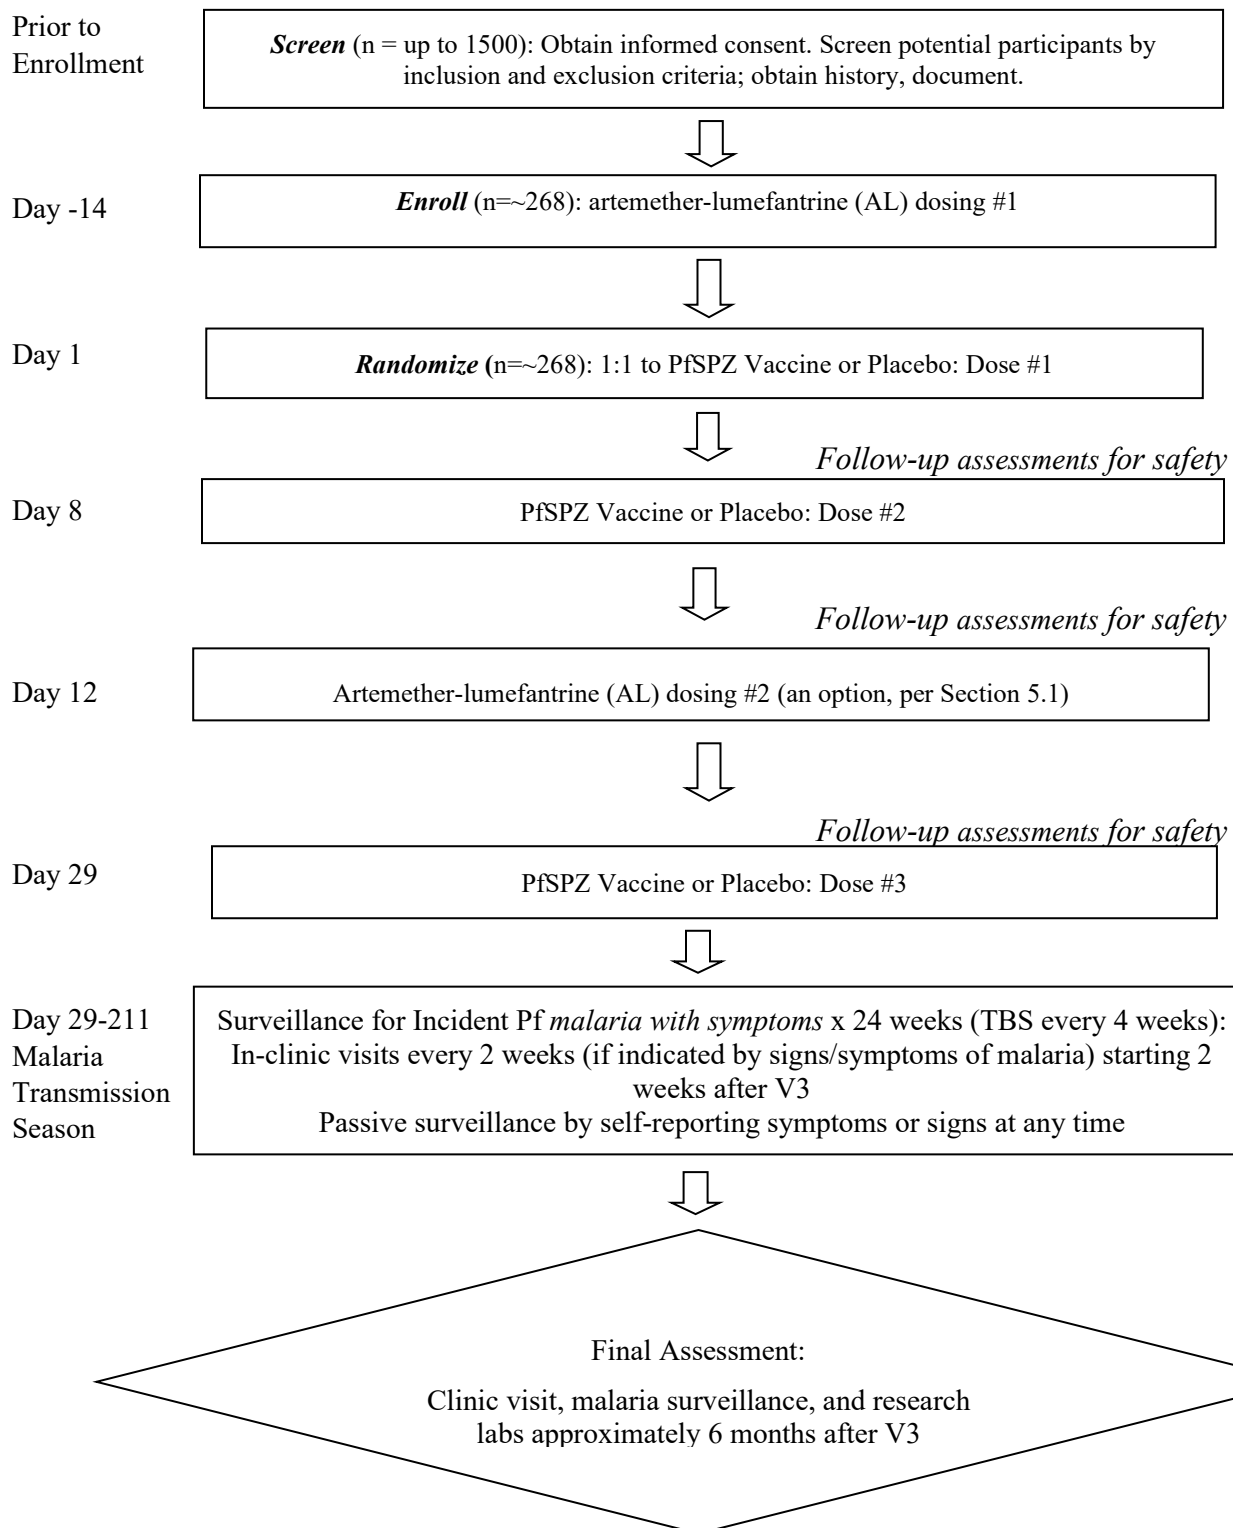 Prior to
Enrollment
Screen (n = up to 1500): Obtain informed consent. Screen potential participants by
inclusion and exclusion criteria; obtain history, document.
Day -14
Enroll (n=~268): artemether-lumefantrine (AL) dosing #1
Day 1
Randomize (n=~268): 1:1 to PfSPZ Vaccine or Placebo: Dose #1
Follow-up assessments for safety
Day 8
PfSPZ Vaccine or Placebo: Dose #2
Follow-up assessments for safety
Day 12
Artemether-lumefantrine (AL) dosing #2 (an option, per Section 5.1)
Follow-up assessments for safety
Day 29
PfSPZ Vaccine or Placebo: Dose #3
Day 29-211
Malaria
Transmission
Season
Surveillance for Incident Pf malaria with symptoms x 24 weeks (TBS every 4 weeks):
In-clinic visits every 2 weeks (if indicated by signs/symptoms of malaria) starting 2
weeks after V3
Passive surveillance by self-reporting symptoms or signs at any time
Final Assessment:
Clinic visit, malaria surveillance, and research
labs approximately 6 months after V3